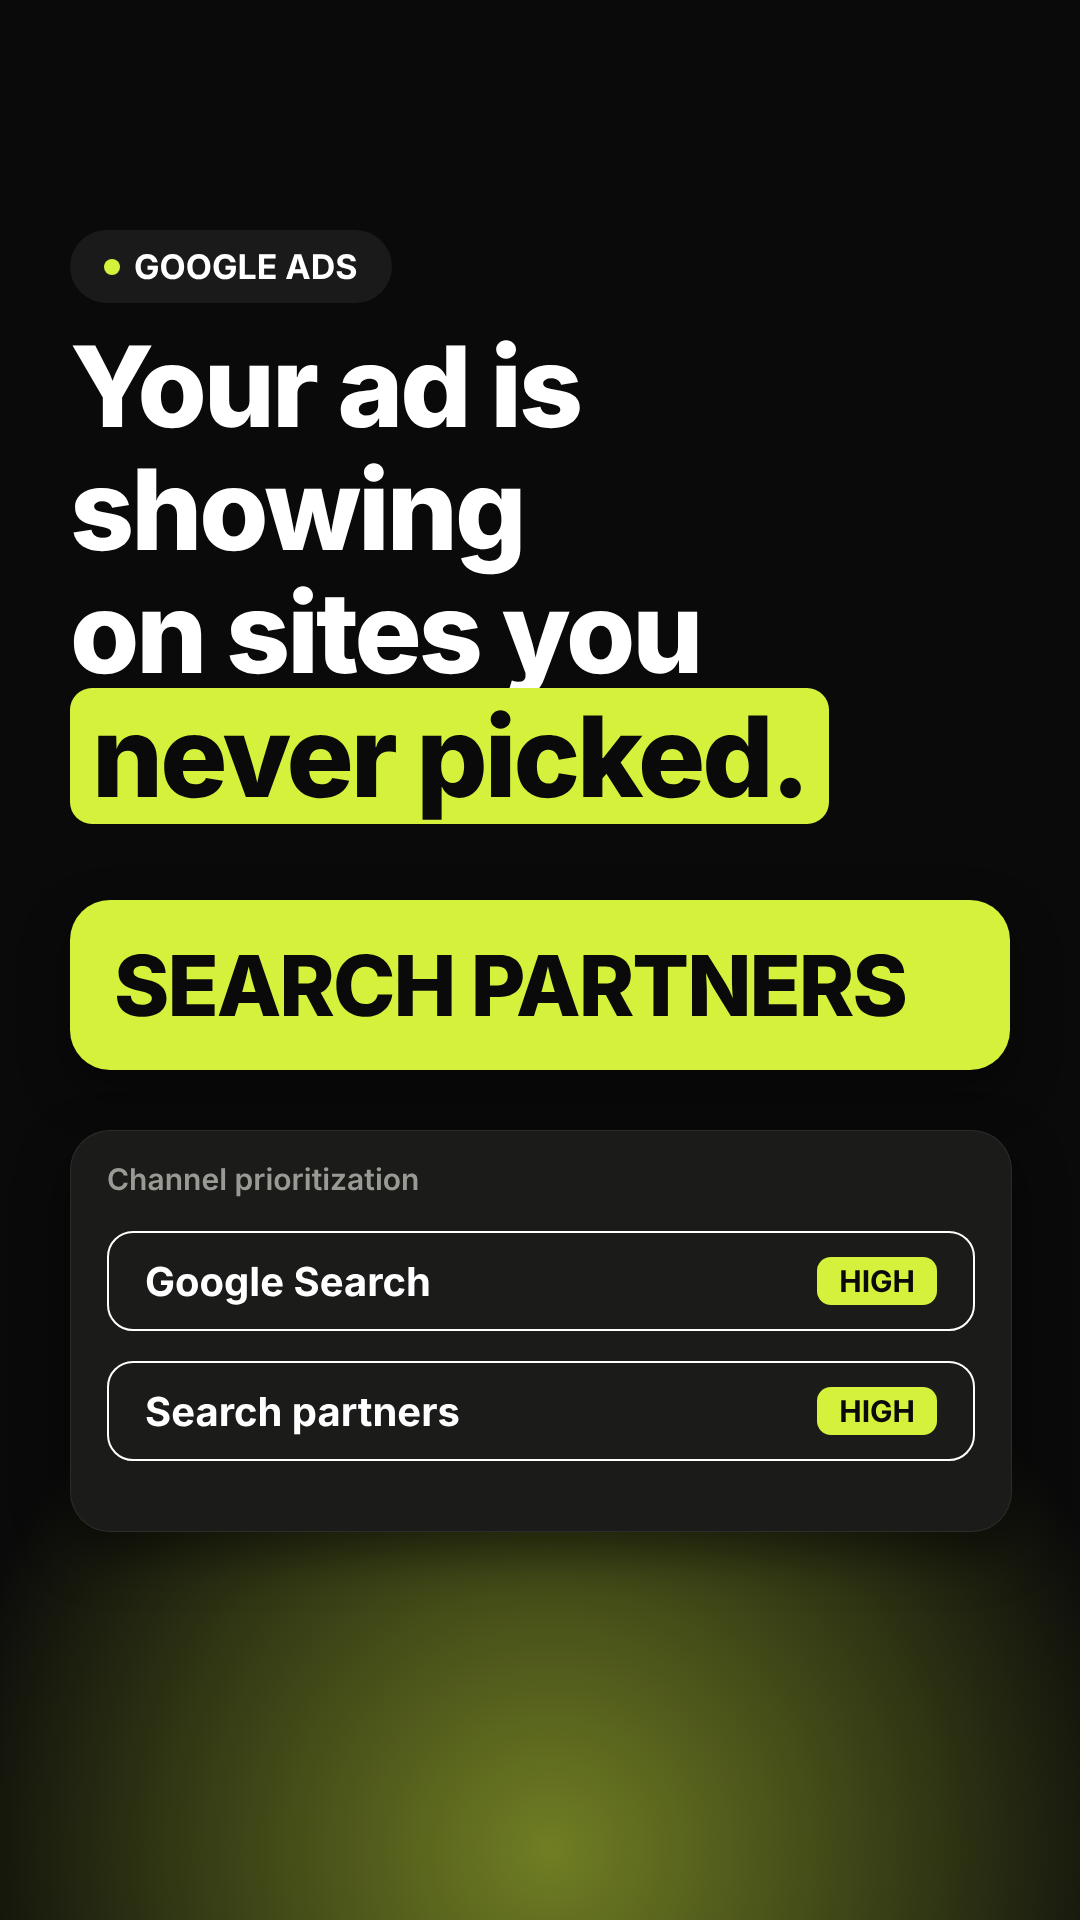 GOOGLE ADS
Your ad is
showing
on sites you
never picked.
SEARCH PARTNERS
Channel prioritization
Google Search HIGH
Search partners HIGH